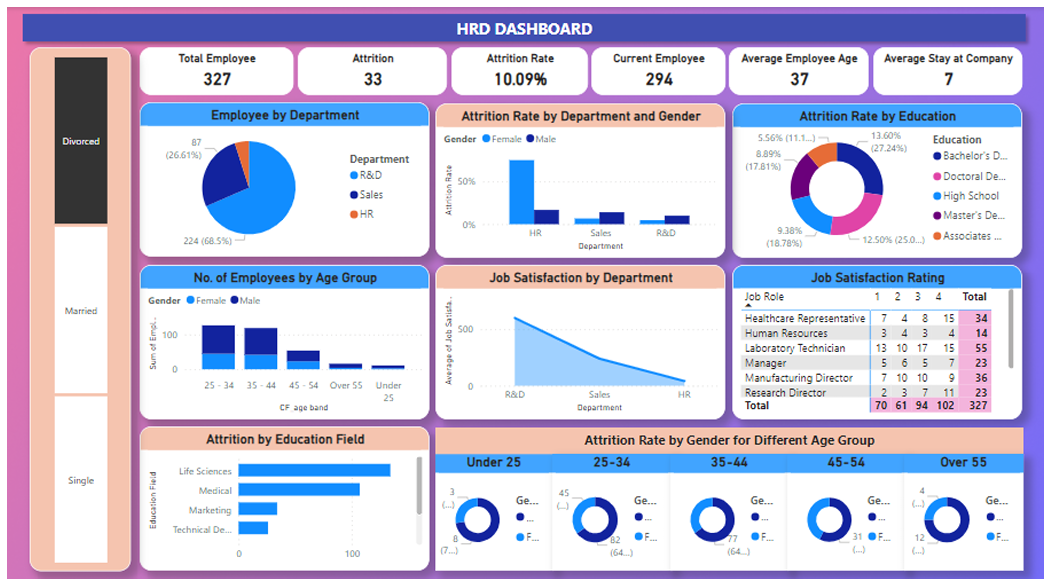 HRD DASHBOARD
Divorced
Married
Single
Total Employee
327
Attrition
33
Attrition Rate
10.09%
Current Employee
294
Average Employee Age
37
Average Stay at Company
7
Employee by Department
87
(26.61%)
224 (68.5%)
Department
R&D
Sales
HR
Attrition Rate by Department and Gender
Gender Female Male
Attrition Rate
50%
0%
HR Sales R&D
Department
Attrition Rate by Education
5.56% (11.1...)
8.89%
(17.81%)
9.38%
(18.78%)
13.60%
(27.24%)
12.50% (25.0...)
Education
Bachelor's D...
Doctoral De...
High School
Master's De...
Associates ...
No. of Employees by Age Group
Gender Female Male
Sum of Empl...
100
0
25 - 34 35 - 44 45 - 54 Over 55 Under
25
CF_age band
Job Satisfaction by Department
Average of Job Satisfa...
500
0
R&D Sales HR
Department
Job Satisfaction Rating
Job Role 1 2 3 4 Total
Healthcare Representative 7 4 8 15 34
Human Resources 3 4 3 4 14
Laboratory Technician 13 10 17 15 55
Manager 5 6 5 7 23
Manufacturing Director 7 10 10 9 36
Research Director 2 3 7 11 23
Total 70 61 94 102 327
Attrition by Education Field
Education Field
Life Sciences
Medical
Marketing
Technical De...
0 100
Attrition Rate by Gender for Different Age Group
Under 25 25-34 35-44 45-54 Over 55
3
(...)
8
(7...)
Ge...
...
F...
45
(...)
82
(64...)
Ge...
...
F...
77
(64...)
Ge...
...
F...
31
(...)
Ge...
...
F...
4
(...)
12
(...)
Ge...
...
F...